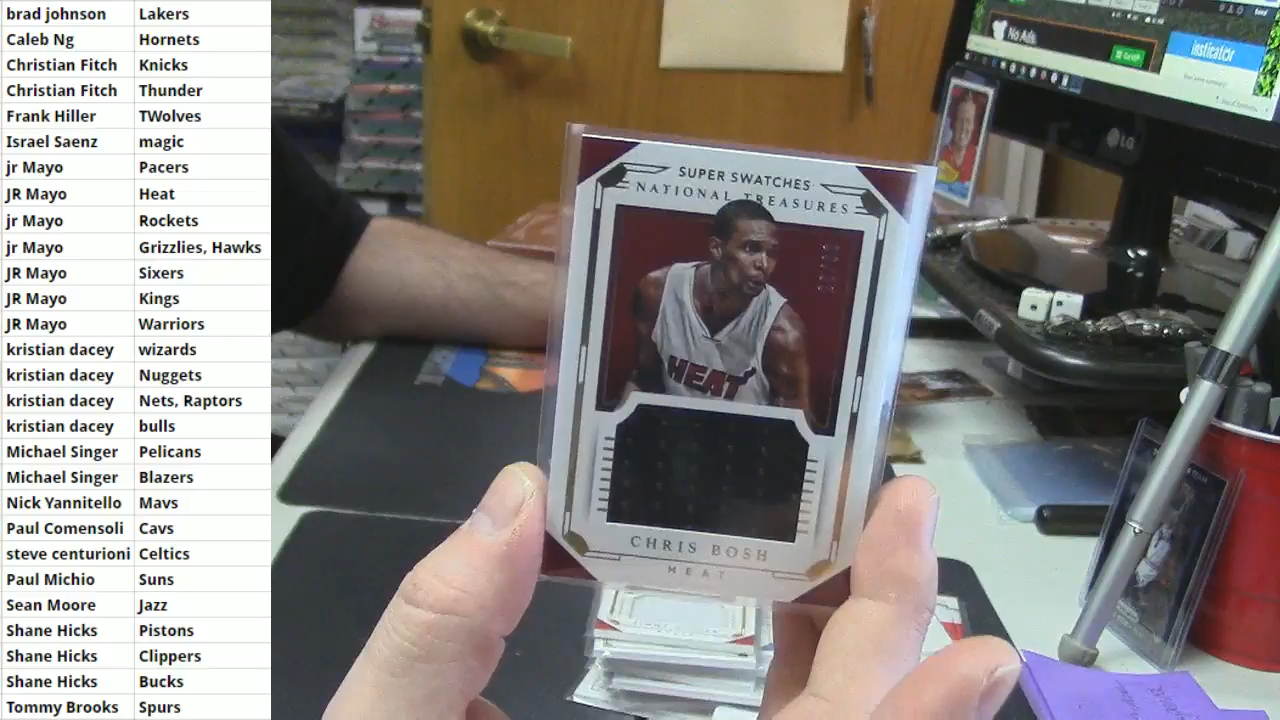 brad johnson Lakers
Caleb Ng Hornets
Christian Fitch Knicks
Christian Fitch Thunder
Frank Hiller TWolves
Israel Saenz magic
jr Mayo Pacers
JR Mayo Heat
jr Mayo Rockets
jr Mayo Grizzlies, Hawks
JR Mayo Sixers
JR Mayo Kings
JR Mayo Warriors
kristian dacey wizards
kristian dacey Nuggets
kristian dacey Nets, Raptors
kristian dacey bulls
Michael Singer Pelicans
Michael Singer Blazers
Nick Yannitello Mavs
Paul Comensoli Cavs
steve centurioni Celtics
Paul Michio Suns
Sean Moore Jazz
Shane Hicks Pistons
Shane Hicks Clippers
Shane Hicks Bucks
Tommy Brooks Spurs
SUPER SWATCHES
NATIONAL TREASURES
HEAT
CHRIS BOSH
HEAT
No Ads
insticator
LG